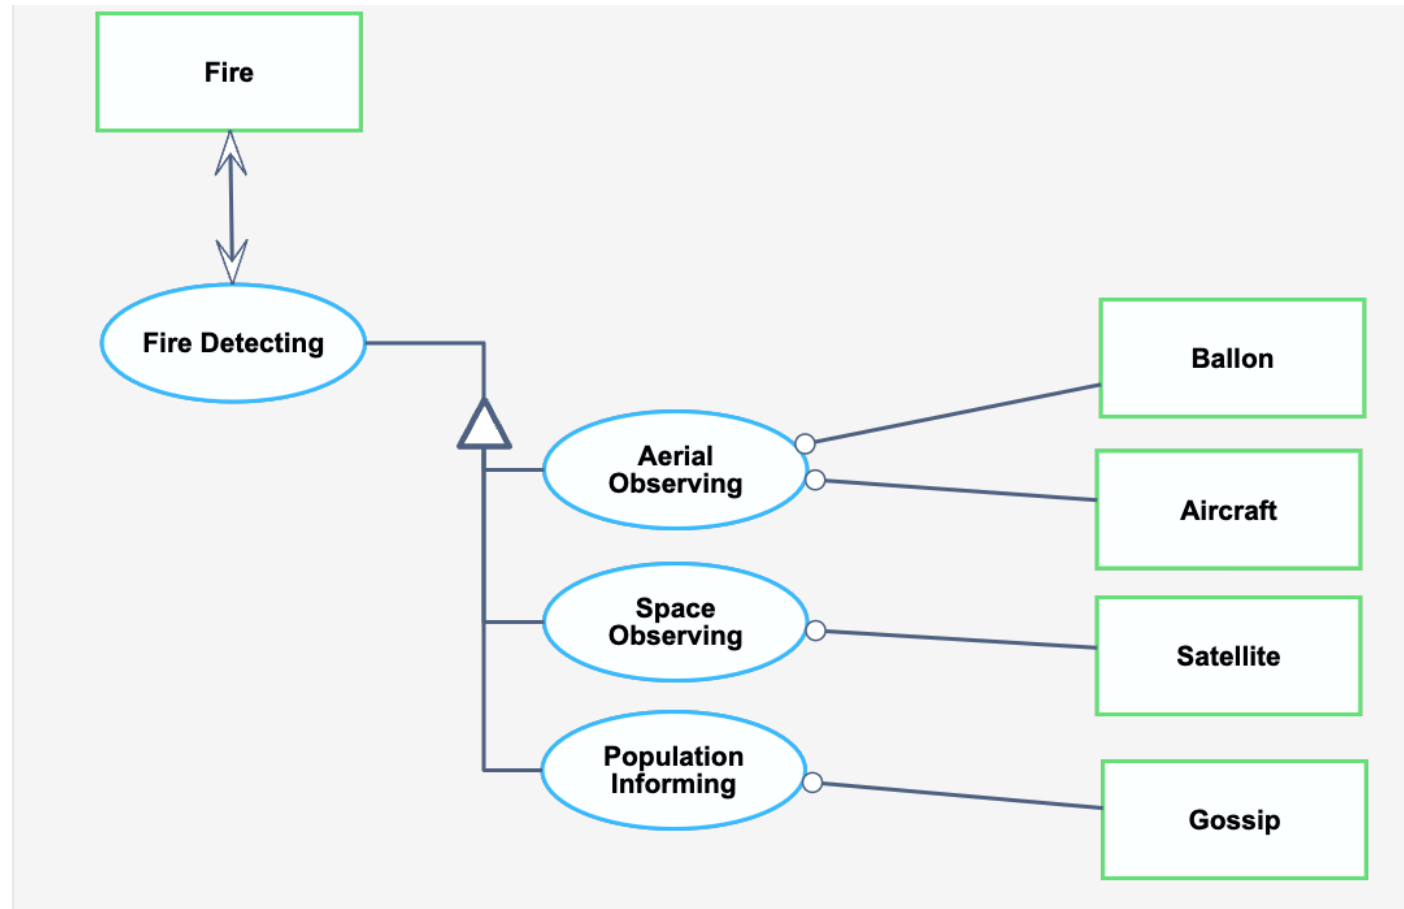 Fire
Fire Detecting
Ballon
Aerial
Observing
Aircraft
Space
Observing
Satellite
Population
Informing
Gossip